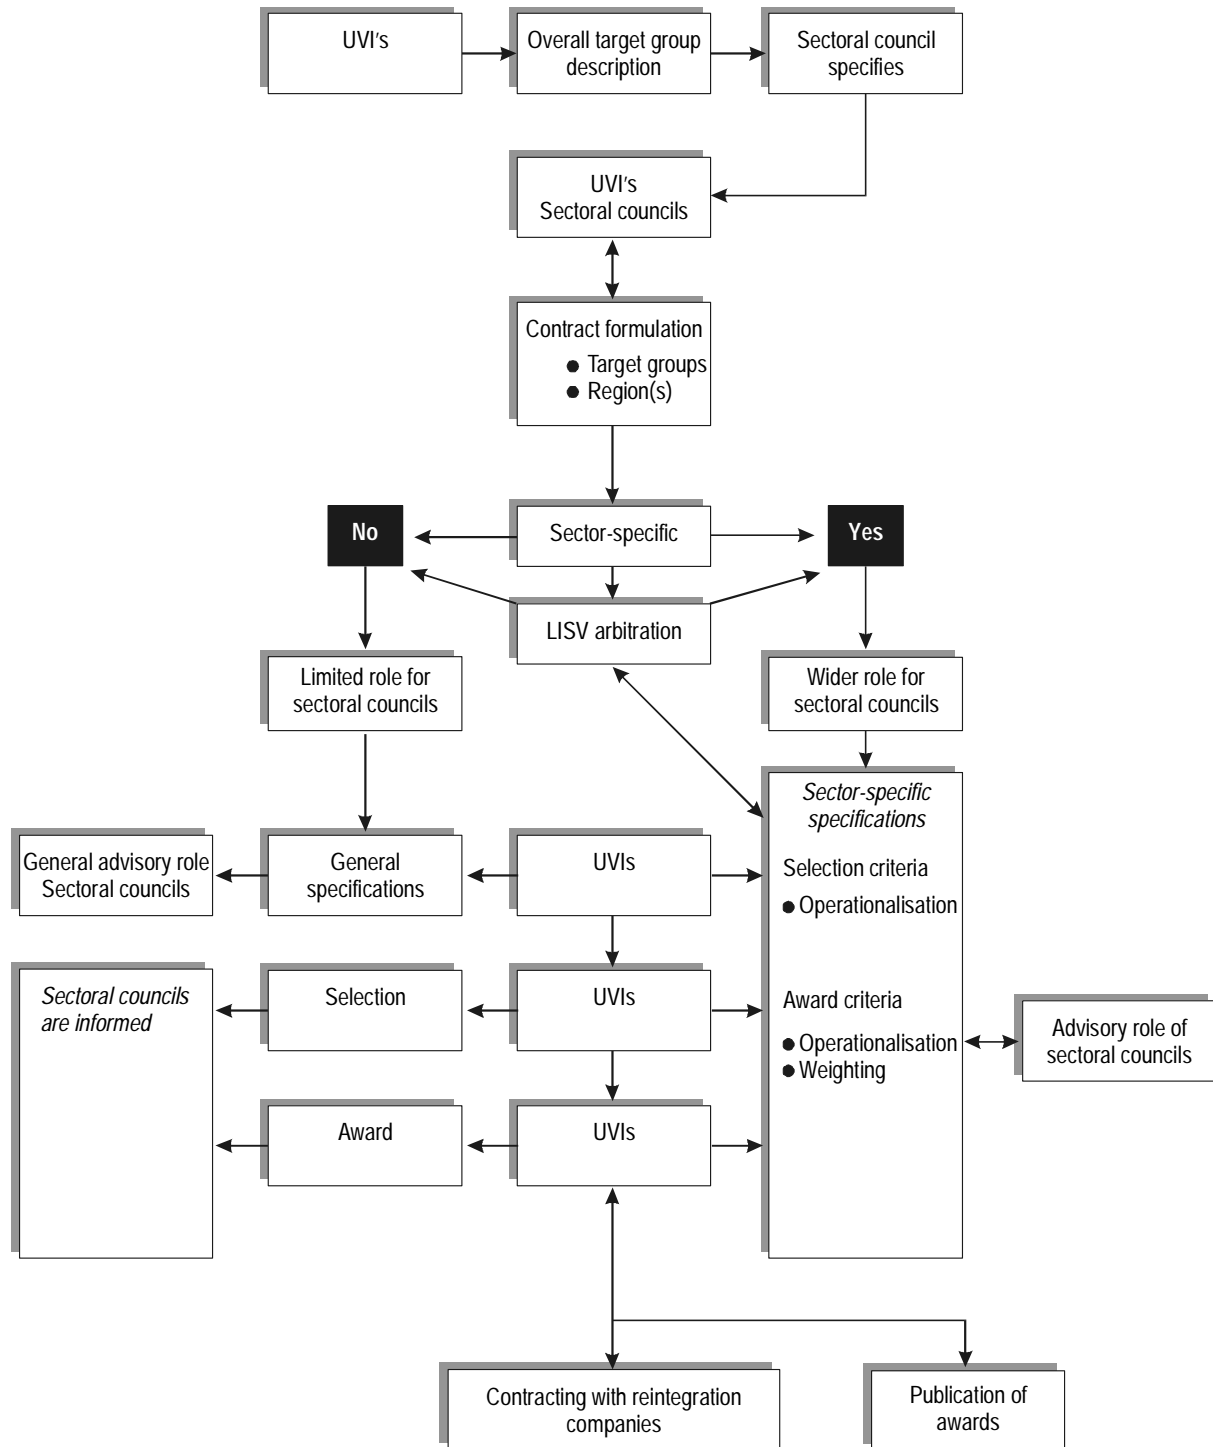 UVI's
Overall target group
description
Sectoral council
specifies
UVI's
Sectoral councils
Contract formulation
● Target groups
● Region(s)
No
Sector-specific
Yes
LISV arbitration
Limited role for
sectoral councils
Wider role for
sectoral councils
Sector-specific
specifications
Selection criteria
● Operationalisation
Award criteria
● Operationalisation
● Weighting
General advisory role
Sectoral councils
General
specifications
UVIs
Sectoral councils
are informed
Selection
UVIs
Advisory role of
sectoral councils
Award
UVIs
Contracting with reintegration
companies
Publication of
awards